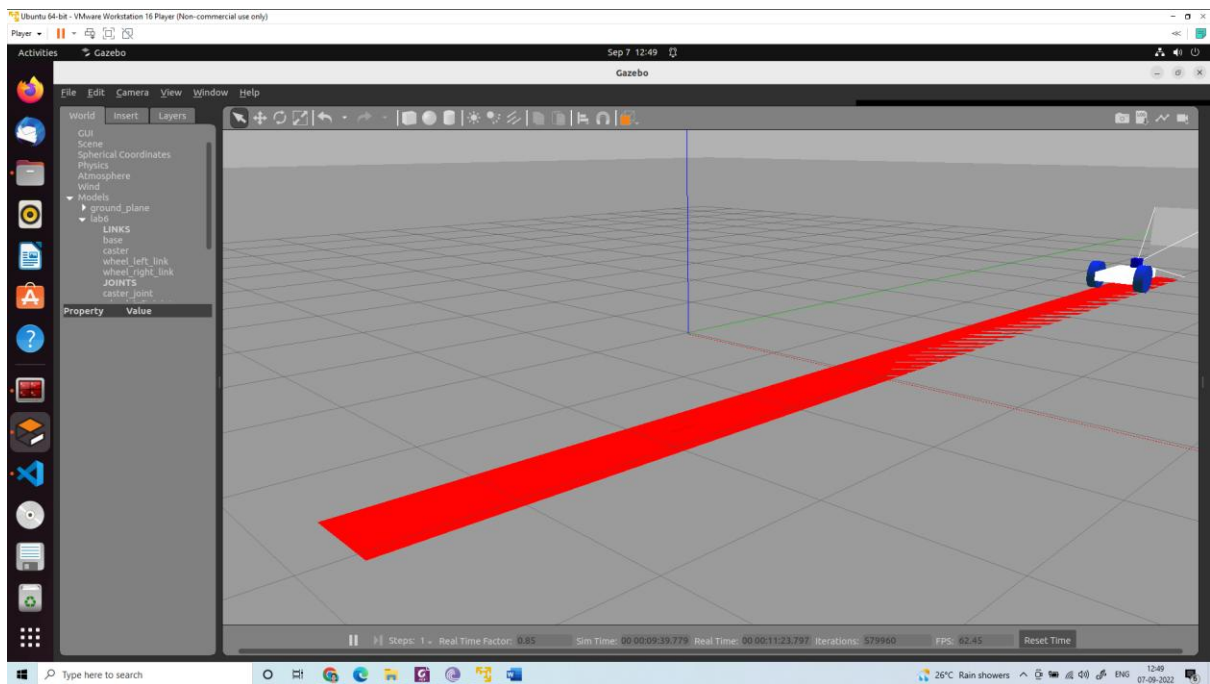 Ubuntu 64-bit - VMware Workstation 16 Player (Non-commercial use only)
Player
Activities Gazebo Sep 7 12:49
Gazebo
File Edit Camera View Window Help
World Insert Layers
GUI
Scene
Spherical Coordinates
Physics
Atmosphere
Wind
Models
ground_plane
lab6
LINKS
base
caster
wheel_left_link
wheel_right_link
JOINTS
caster_joint
Property Value
Steps: 1 Real Time Factor: 0.85 Sim Time: 00 00:09:39.779 Real Time: 00 00:11:23.797 Iterations: 579960 FPS: 62.45 Reset Time
Type here to search 26°C Rain showers ENG 12:49
07-09-2022